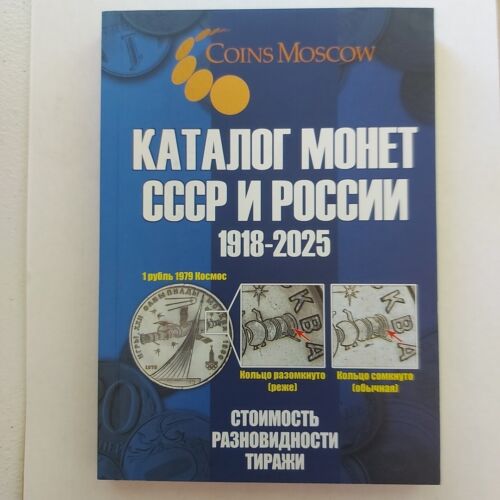 COINS MOSCOW
КАТАЛОГ МОНЕТ
СССР И РОССИИ
1918-2025
1 рубль 1979 Космос
Кольцо разомкнуто
(реже)
Кольцо сомкнуто
(обычная)
СТОИМОСТЬ
РАЗНОВИДНОСТИ
ТИРАЖИ